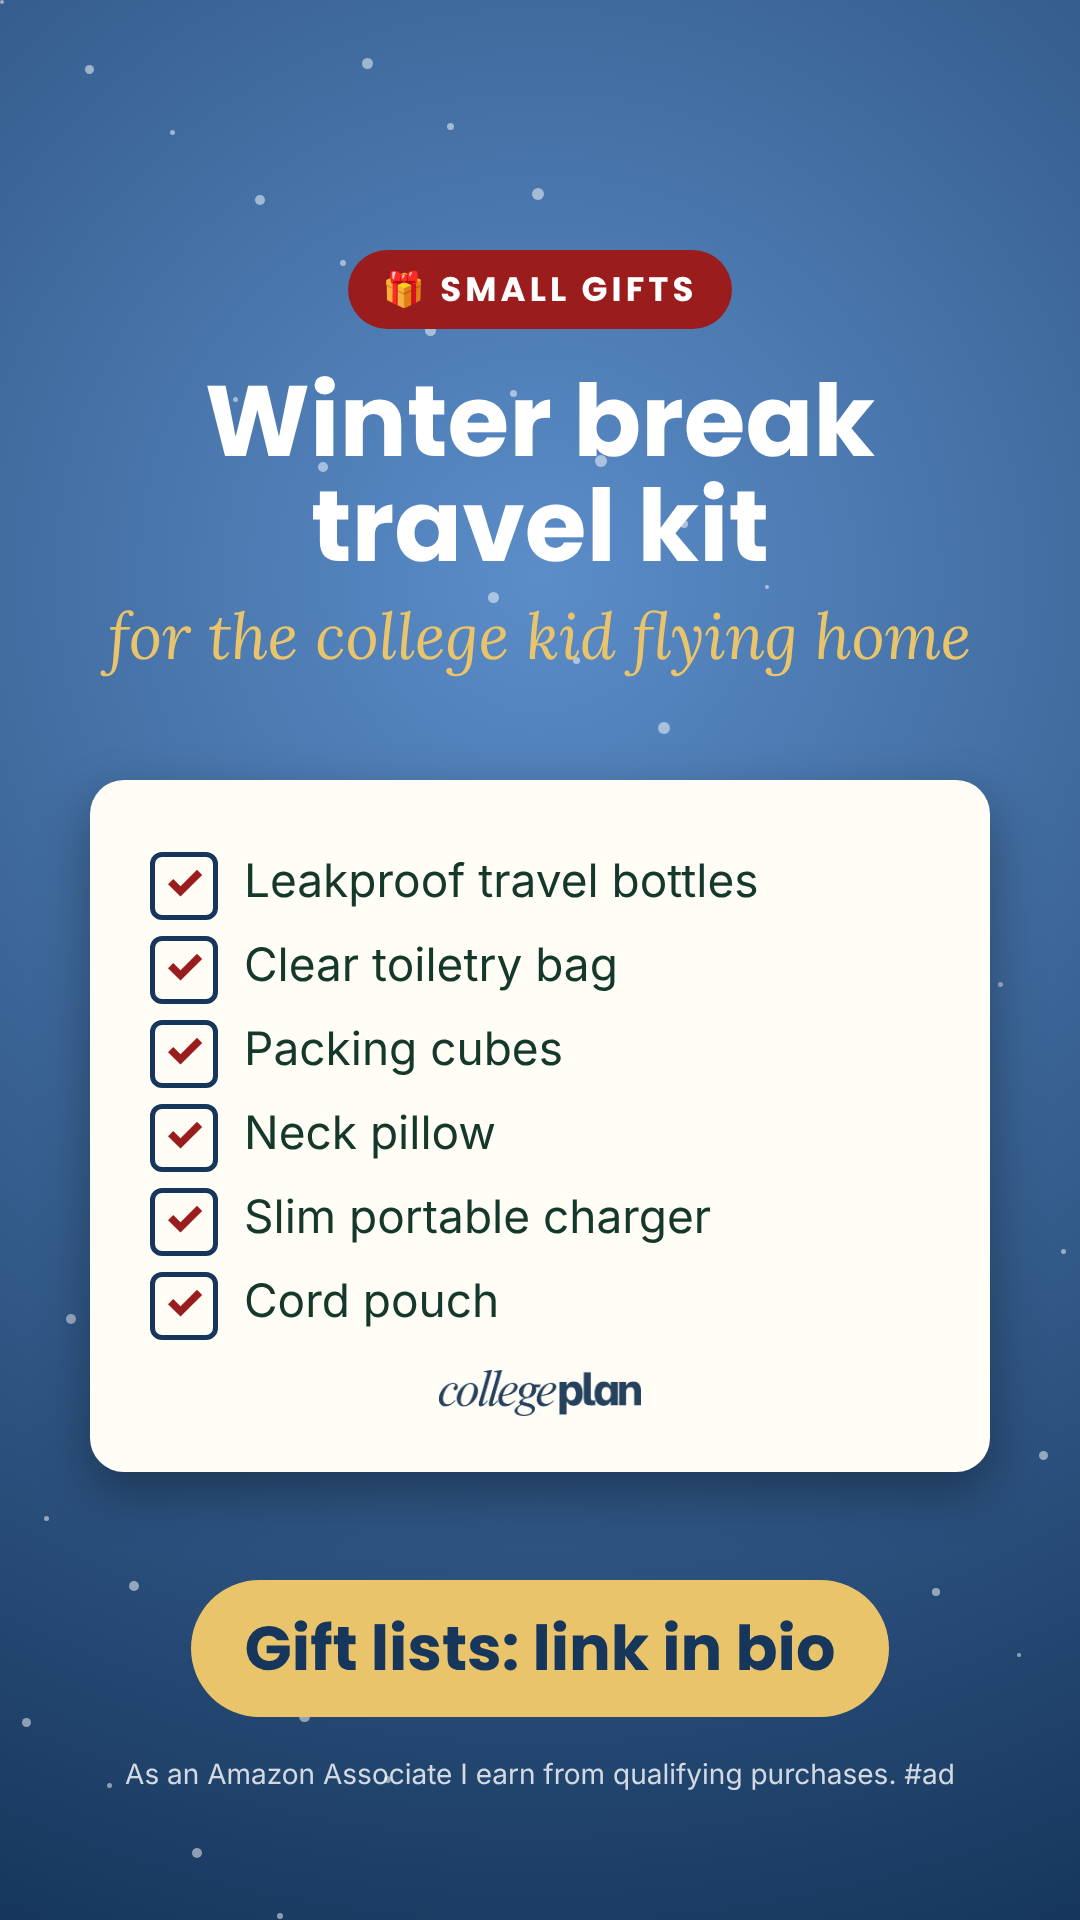 🎁 SMALL GIFTS
Winter break
travel kit
for the college kid flying home
Leakproof travel bottles
Clear toiletry bag
Packing cubes
Neck pillow
Slim portable charger
Cord pouch
collegeplan
Gift lists: link in bio
As an Amazon Associate I earn from qualifying purchases. #ad